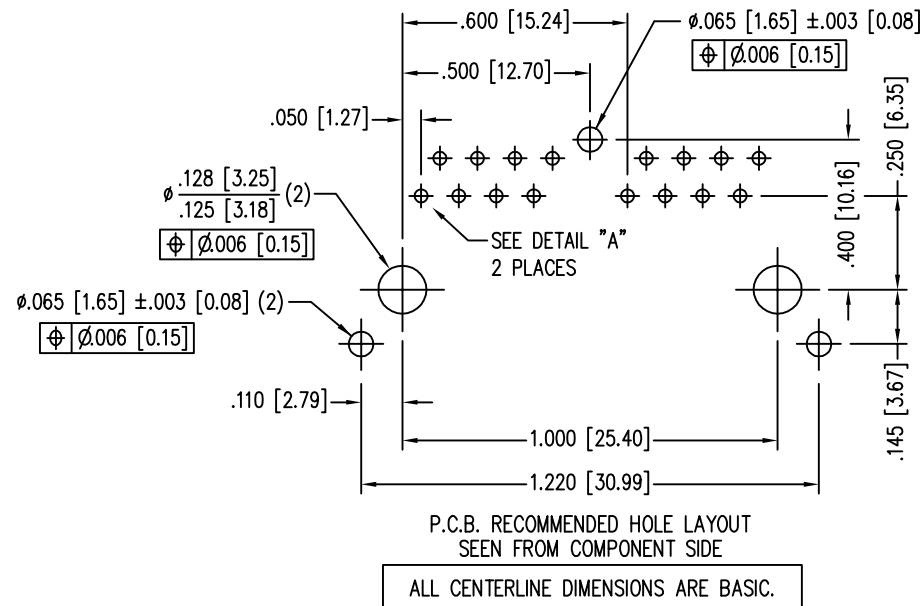 .600 [15.24]
ø.065 [1.65] ±.003 [0.08]
⌖ Ø.006 [0.15]
.500 [12.70]
.050 [1.27]
.250 [6.35]
.400 [10.16]
ø .128 [3.25]
.125 [3.18] (2)
⌖ Ø.006 [0.15]
SEE DETAIL "A"
2 PLACES
ø.065 [1.65] ±.003 [0.08] (2)
⌖ Ø.006 [0.15]
.110 [2.79]
.145 [3.67]
1.000 [25.40]
1.220 [30.99]
P.C.B. RECOMMENDED HOLE LAYOUT
SEEN FROM COMPONENT SIDE
ALL CENTERLINE DIMENSIONS ARE BASIC.